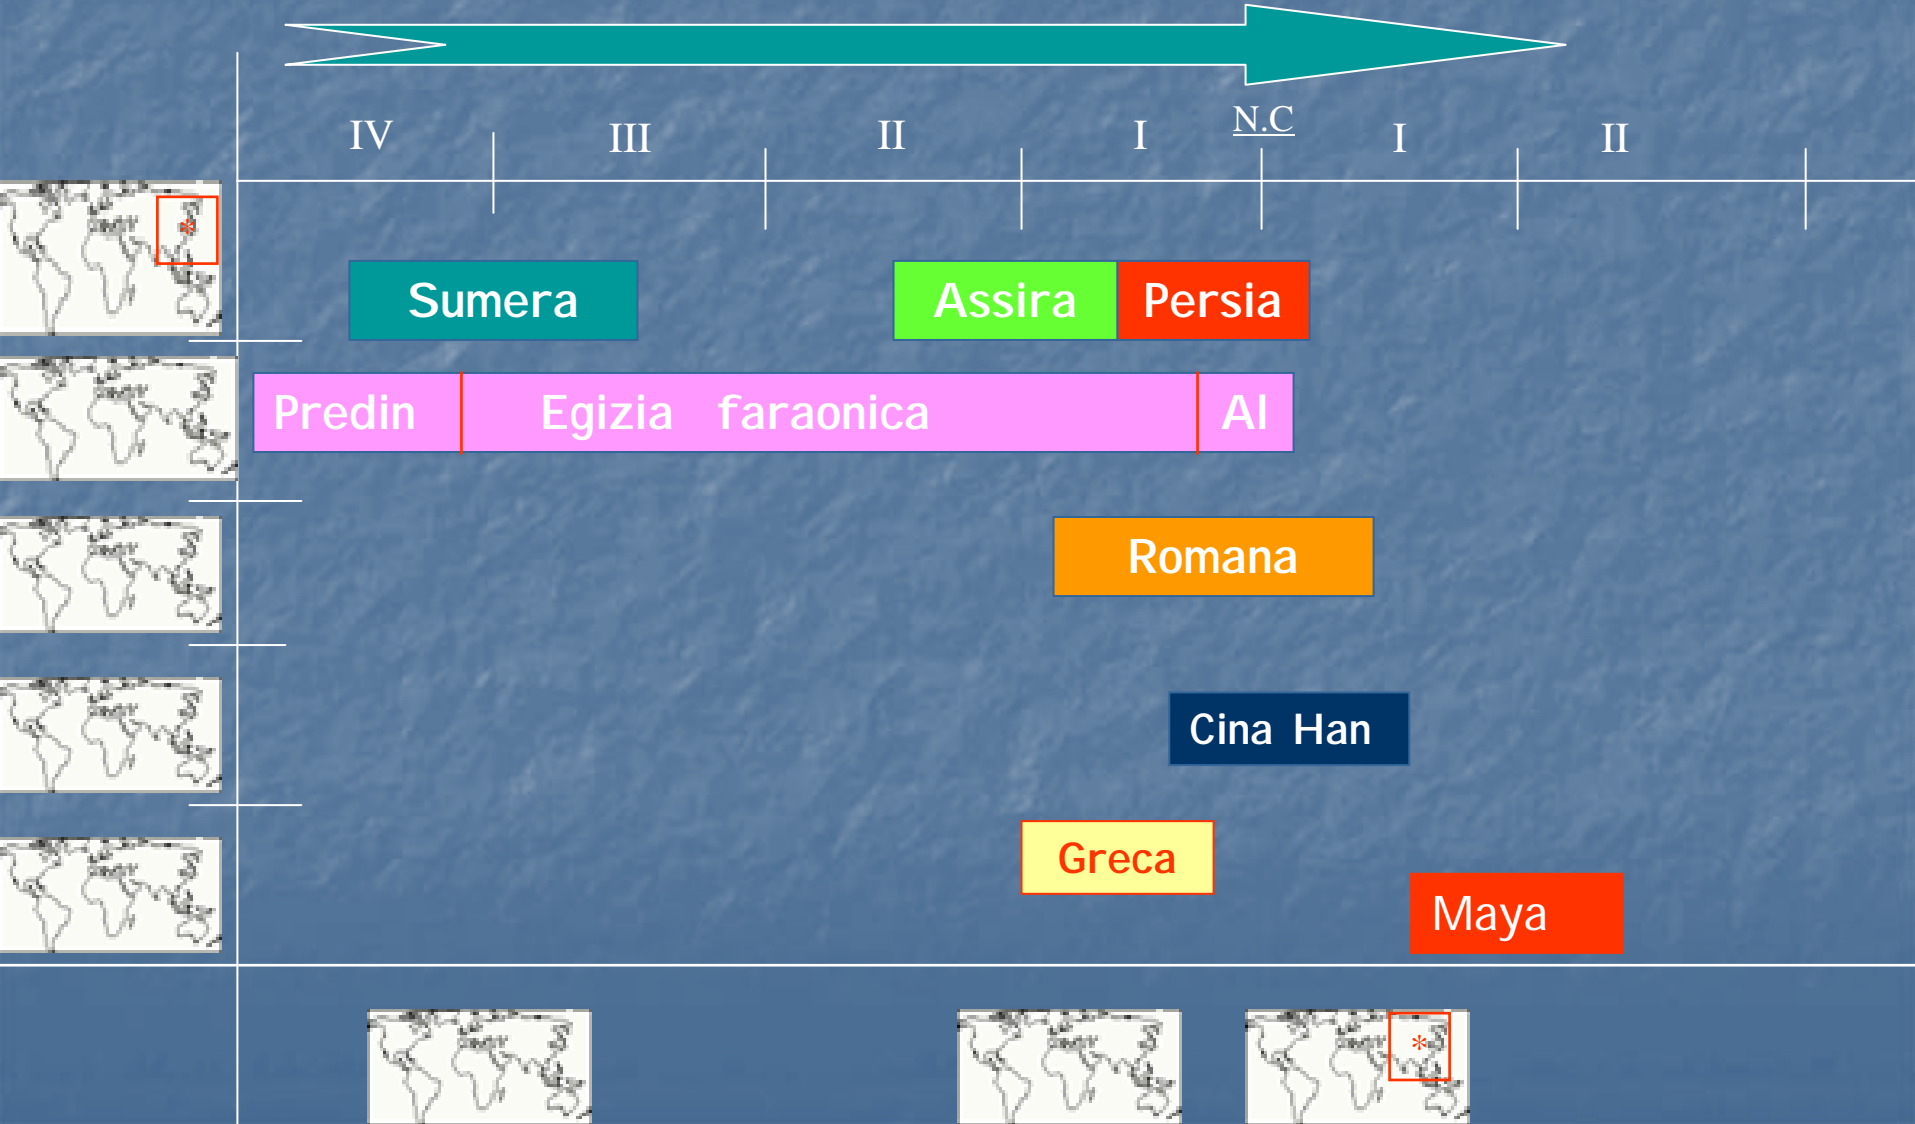 N.C
IV III II I I II
Sumera Assira Persia
Predin Egizia faraonica Al
Romana
Cina Han
Greca
Maya